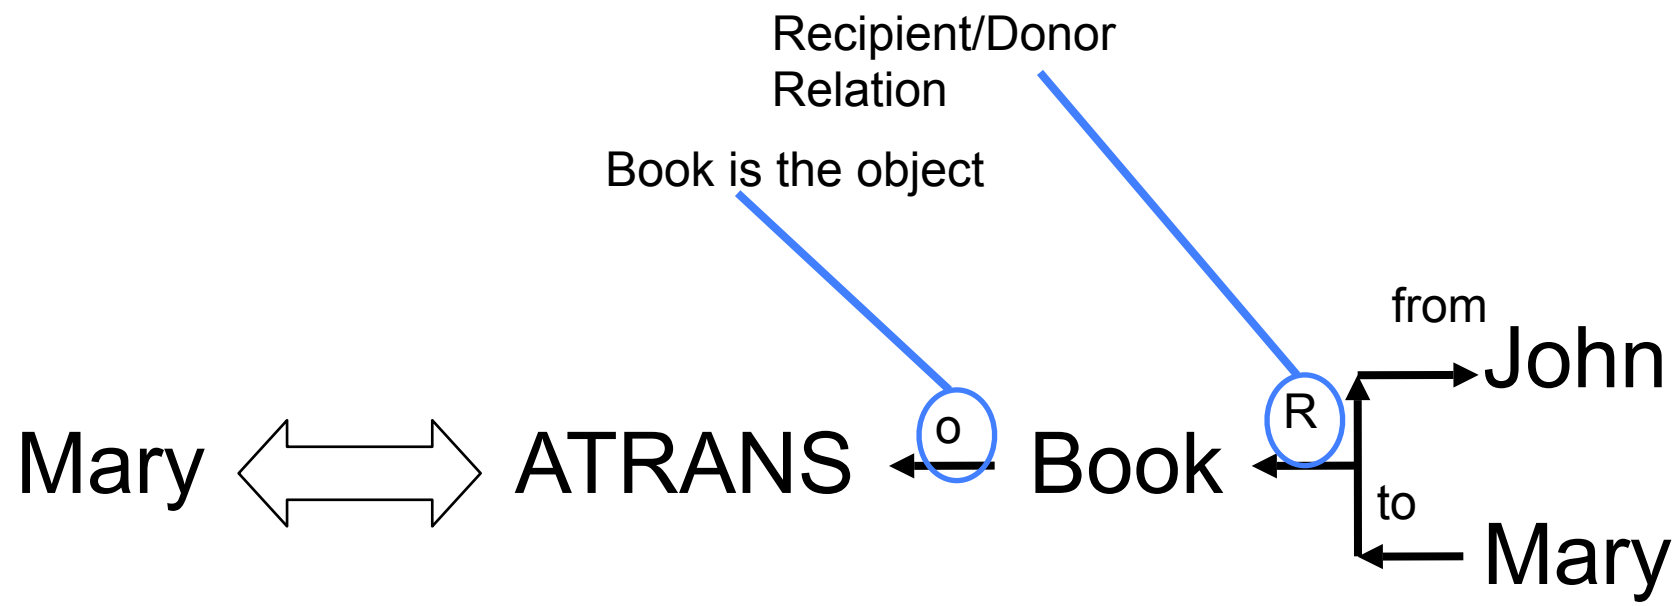 Recipient/Donor
Relation
Book is the object
from
John
Mary ATRANS o Book R
to
Mary